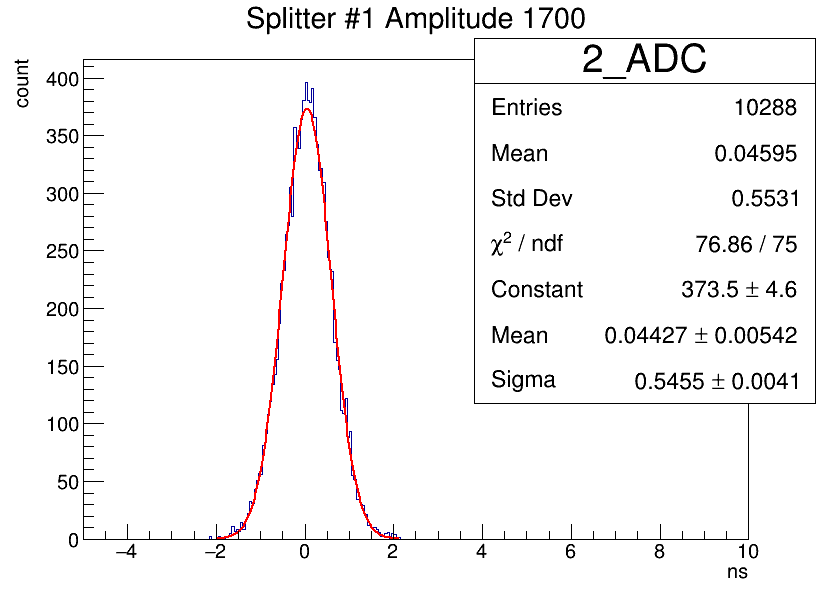 Splitter #1 Amplitude 1700
2_ADC
Entries 10288
Mean 0.04595
Std Dev 0.5531
χ² / ndf 76.86 / 75
Constant 373.5 ± 4.6
Mean 0.04427 ± 0.00542
Sigma 0.5455 ± 0.0041
count
400
350
300
250
200
150
100
50
0
−4 −2 0 2 4 6 8 10
ns